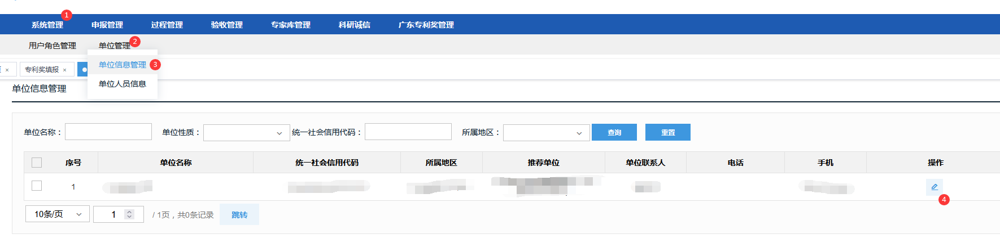 1
系统管理 申报管理 过程管理 验收管理 专家库管理 科研诚信 广东专利奖管理
用户角色管理 单位管理 2
单位信息管理 3
× 专利奖填报 ×
单位人员信息
单位信息管理
单位名称： 单位性质： 统一社会信用代码： 所属地区： 查询 重置
序号 单位名称 统一社会信用代码 所属地区 推荐单位 单位联系人 电话 手机 操作
1
4
10条/页 1 / 1页，共0条记录 跳转